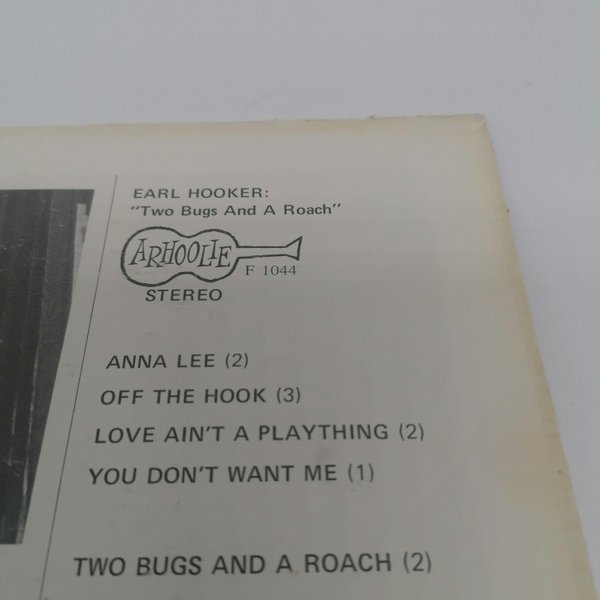 EARL HOOKER:
"Two Bugs And A Roach"
ARHOOLIE
F 1044
STEREO
ANNA LEE (2)
OFF THE HOOK (3)
LOVE AIN'T A PLAYTHING (2)
YOU DON'T WANT ME (1)
TWO BUGS AND A ROACH (2)